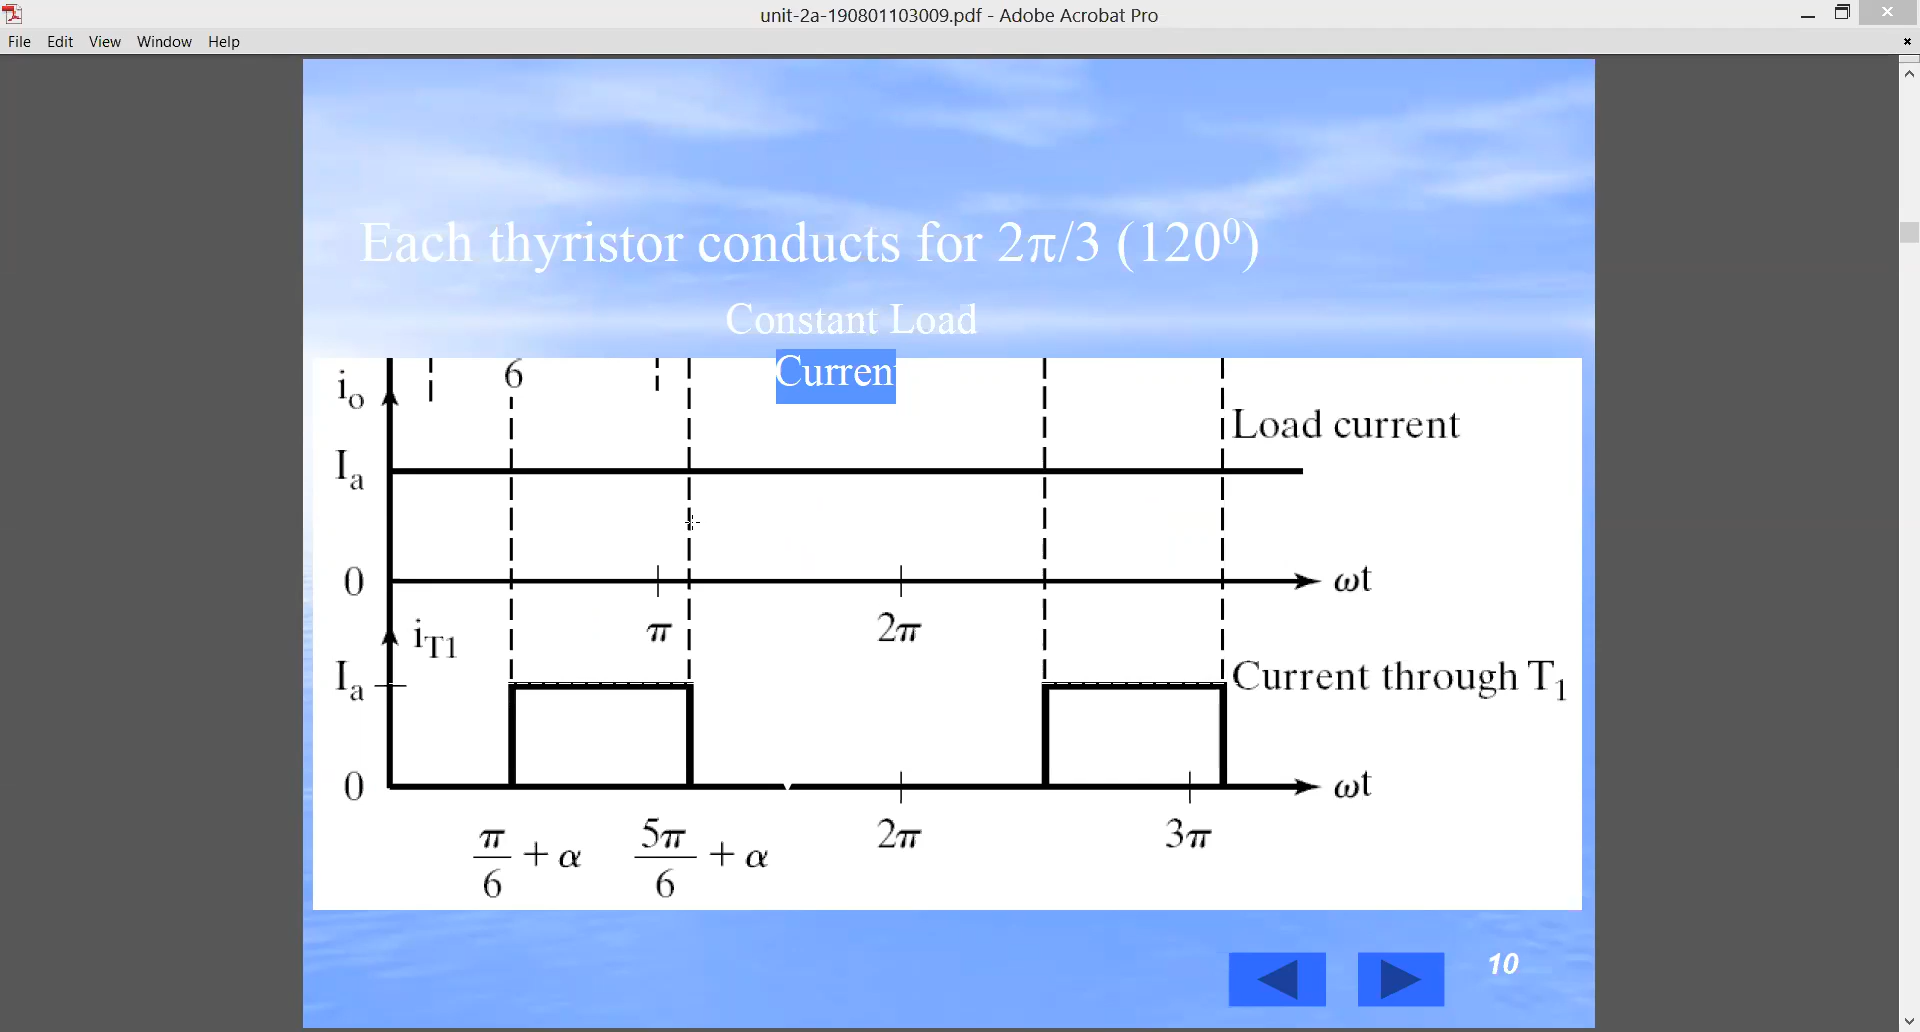 unit-2a-190801103009.pdf - Adobe Acrobat Pro
File Edit View Window Help
Each thyristor conducts for 2π/3 (120⁰)
Constant Load
Current
6
i₀
Load current
Iₐ
0
ωt
π 2π
i_T1
Iₐ
Current through T₁
0
ωt
π/6 + α 5π/6 + α 2π 3π
10